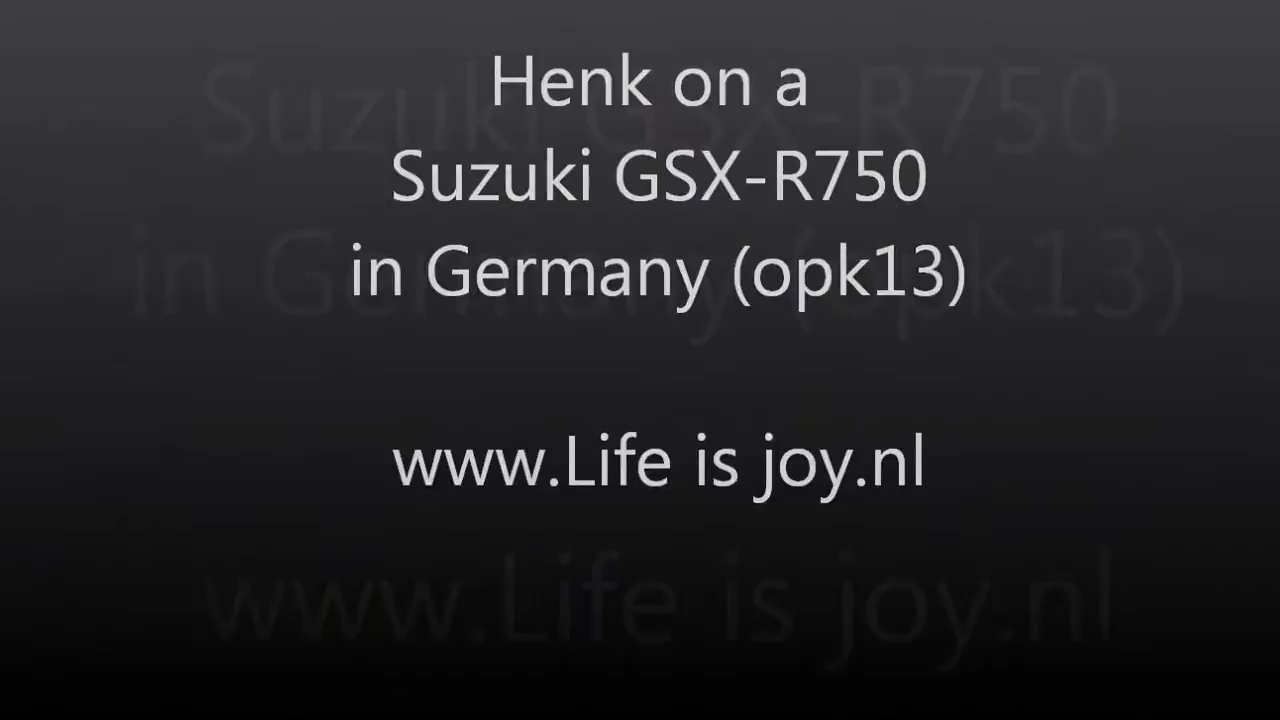 Henk on a
Suzuki GSX-R750
in Germany (opk13)
www.Life is joy.nl